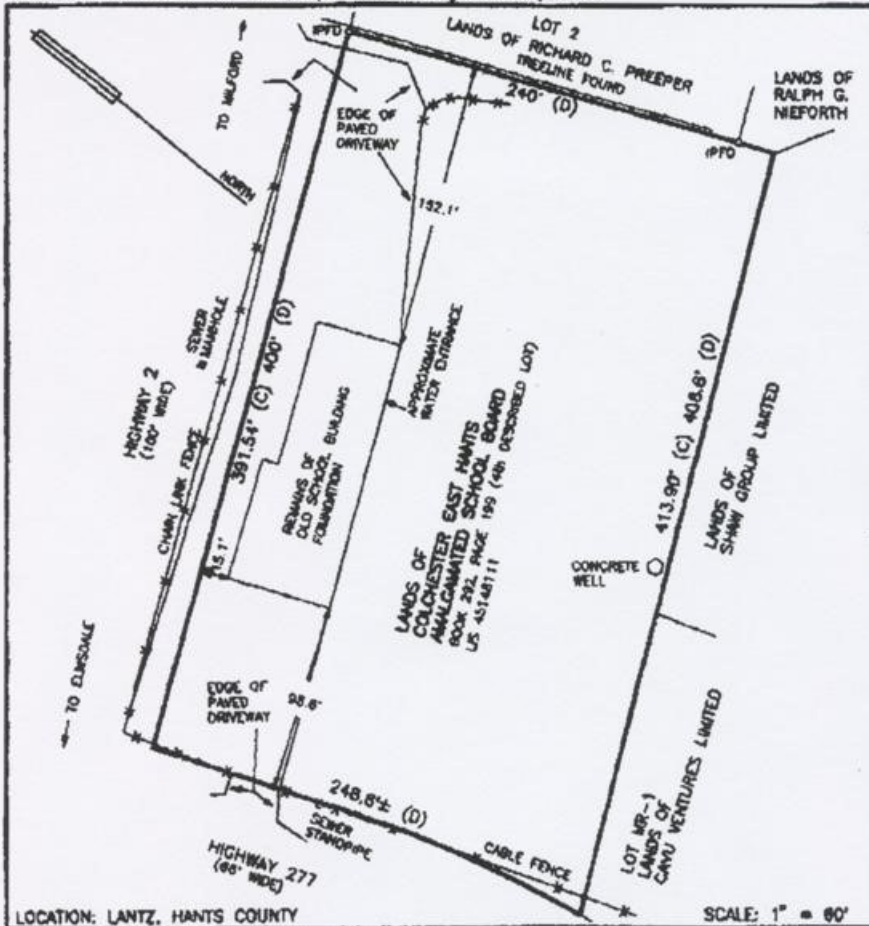 LOT 2
LANDS OF RICHARD C. PREEPER
TREELINE FOUND
240' (D)
IPFD
LANDS OF
RALPH G.
NIEFORTH
IPFD
TO MILFORD
NORTH
EDGE OF
PAVED
DRIVEWAY
152.1'
SEWER
MANHOLE
HIGHWAY 2
(100' WIDE)
CHAIN LINK FENCE
391.54' (C) 400' (D)
REMAINS OF
OLD SCHOOL BUILDING
FOUNDATION
APPROXIMATE
WATER ENTRANCE
LANDS OF
COLCHESTER EAST HANTS
AMALGAMATED SCHOOL BOARD
BOOK 292, PAGE 199 (4th DESCRIBED LOT)
LIS 45148111
413.90' (C) 408.6' (D)
LANDS OF
SHAW GROUP LIMITED
CONCRETE
WELL
15.1'
TO ELMSDALE
EDGE OF
PAVED
DRIVEWAY
98.6'
248.6'± (D)
SEWER
STANDPIPE
CABLE FENCE
HIGHWAY 277
(66' WIDE)
LOT MR-1
LANDS OF
CAVU VENTURES LIMITED
LOCATION: LANTZ, HANTS COUNTY
SCALE: 1" = 60'